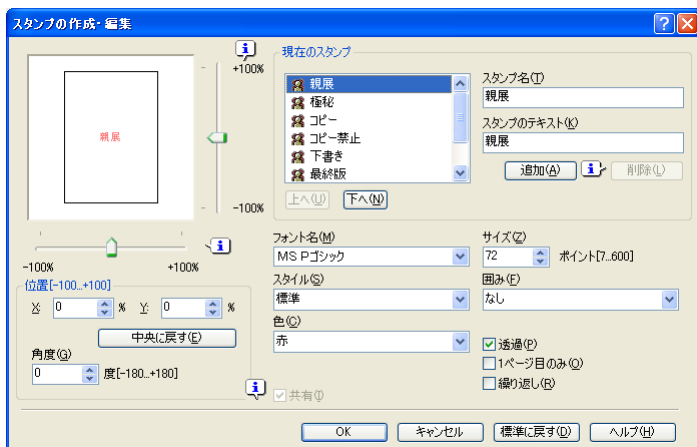 スタンプの作成・編集
+100%
親展
-100%
-100%
+100%
位置[-100...+100]
X: 0 % Y: 0 %
中央に戻す(E)
角度(G)
0 度[-180...+180]
現在のスタンプ
親展
極秘
コピー
コピー禁止
下書き
最終版
上へ(U)
下へ(N)
スタンプ名(T)
親展
スタンプのテキスト(K)
親展
追加(A)
削除(L)
フォント名(M)
MS Pゴシック
サイズ(Z)
72 ポイント[7...600]
スタイル(S)
標準
囲み(F)
なし
色(C)
赤
透過(P)
1ページ目のみ(O)
繰り返し(R)
共有(I)
OK
キャンセル
標準に戻す(D)
ヘルプ(H)